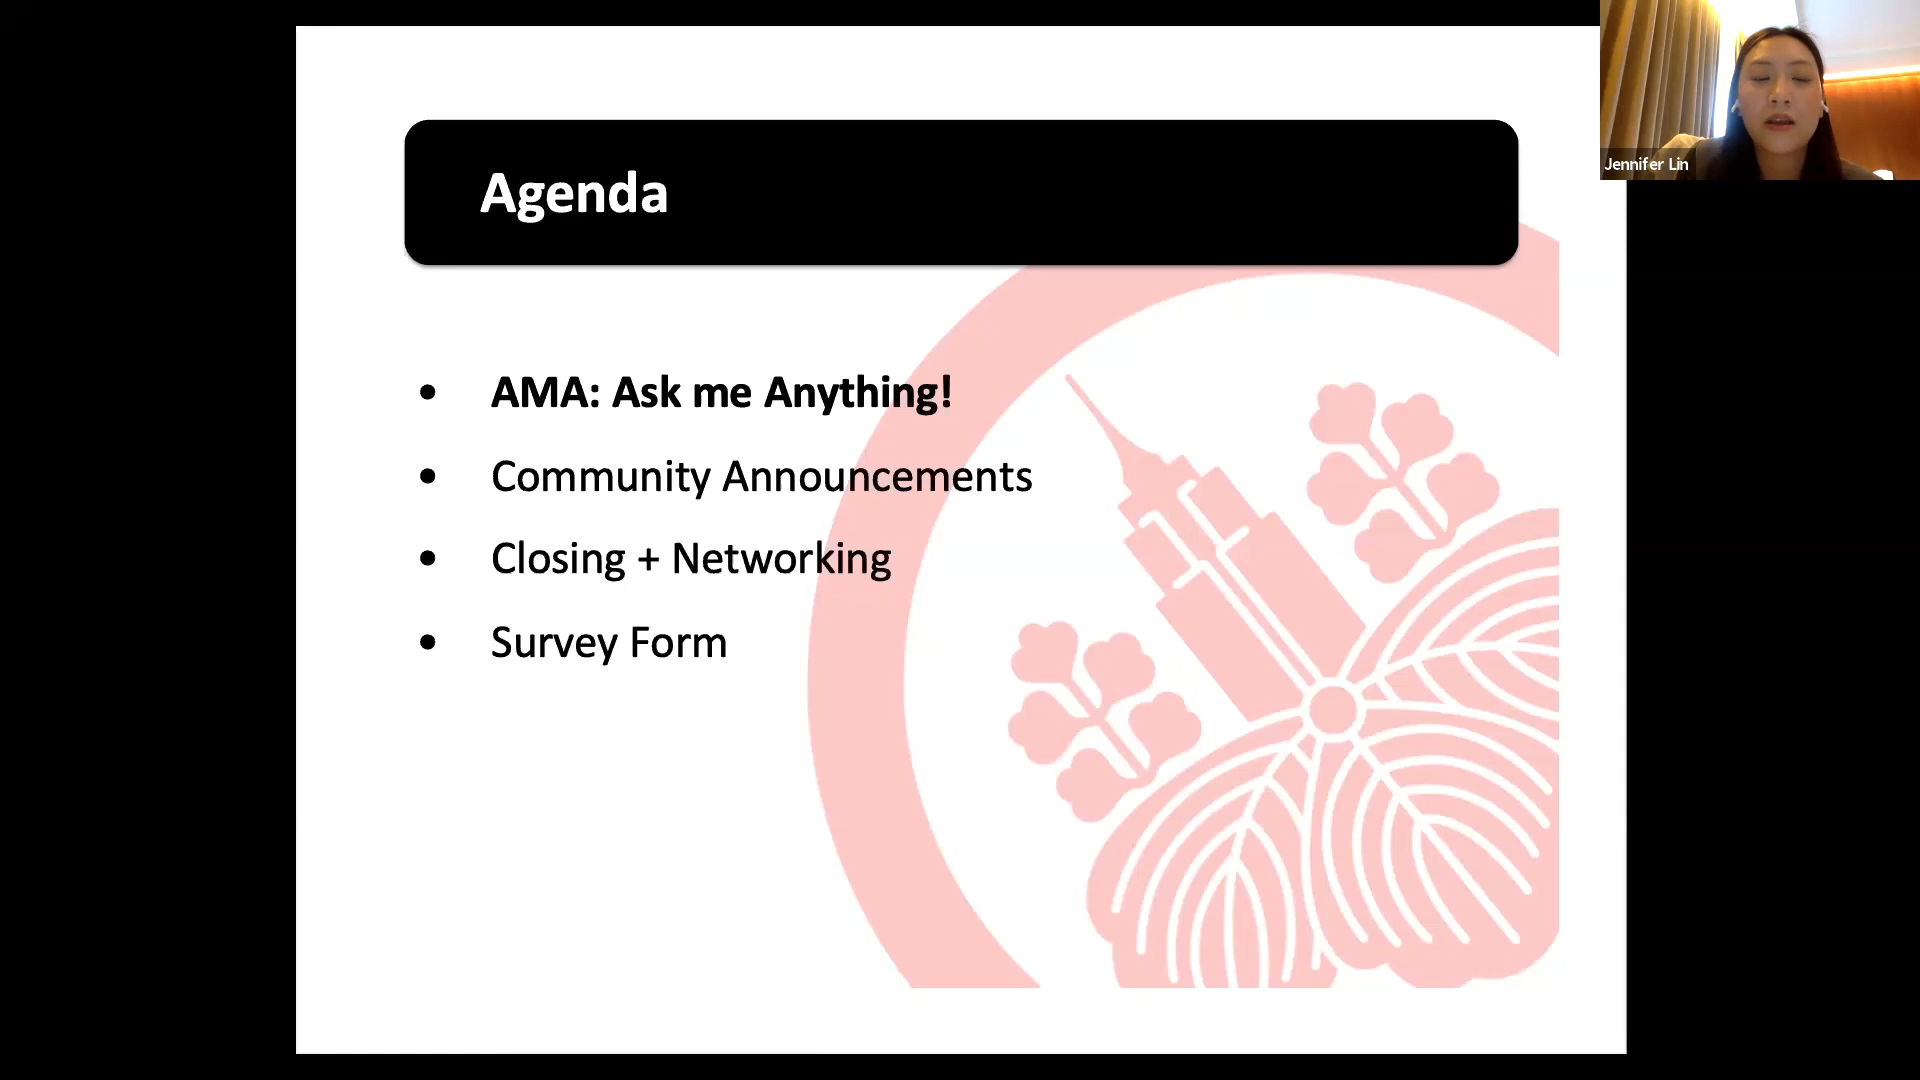 Agenda
• AMA: Ask me Anything!
• Community Announcements
• Closing + Networking
• Survey Form
Jennifer Lin